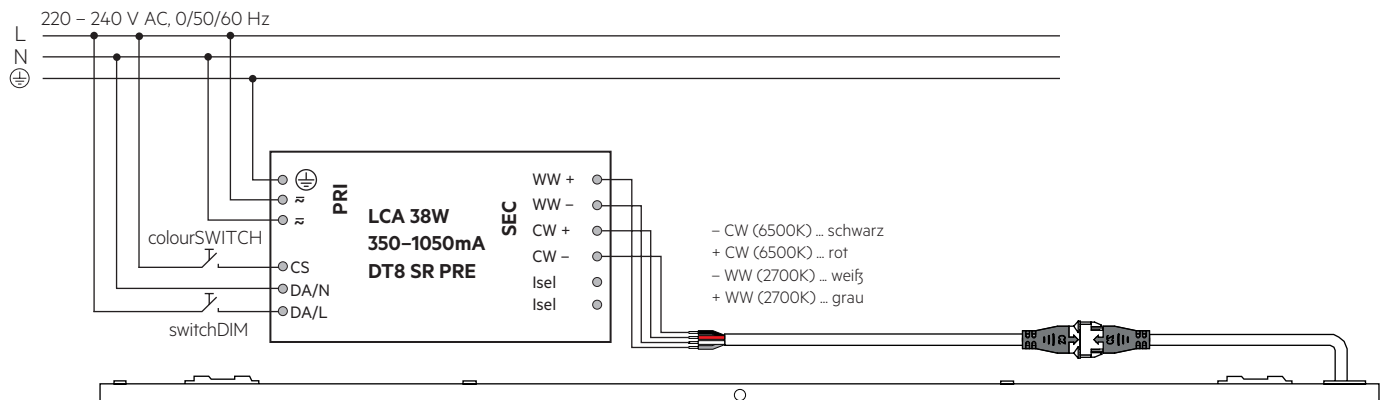 220 – 240 V AC, 0/50/60 Hz
L
N
PRI
LCA 38W
350–1050mA
DT8 SR PRE
SEC
WW +
WW –
CW +
CW –
Isel
Isel
colourSWITCH
CS
DA/N
DA/L
switchDIM
– CW (6500K) ... schwarz
+ CW (6500K) ... rot
– WW (2700K) ... weiß
+ WW (2700K) ... grau